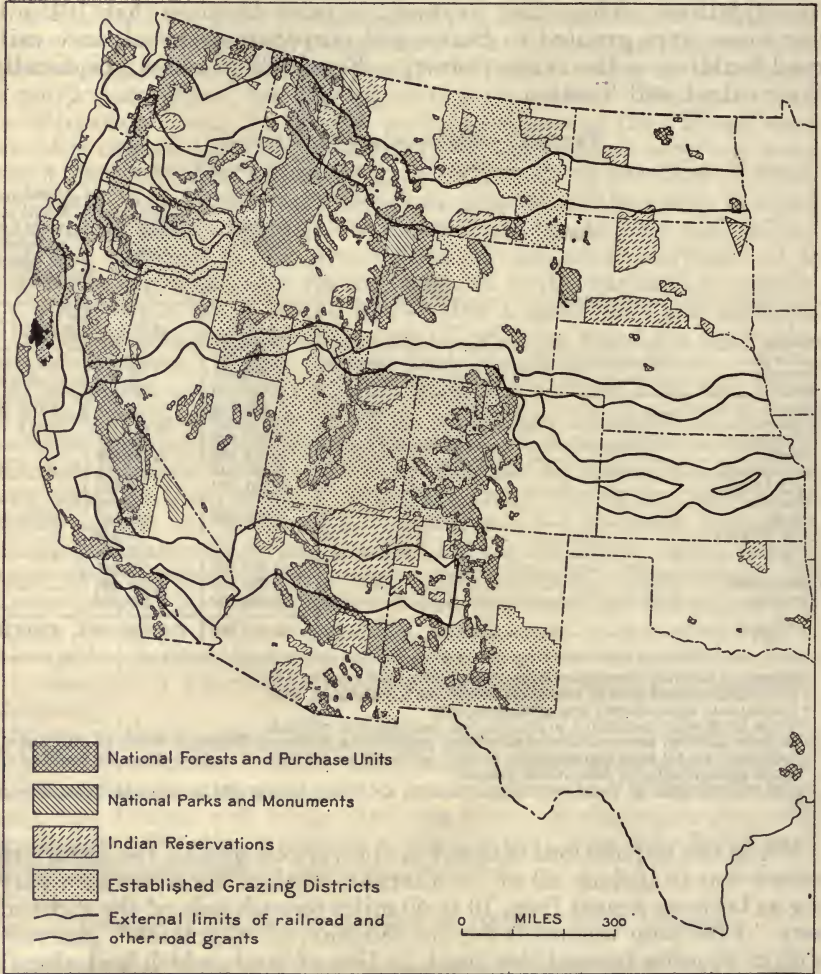 National Forests and Purchase Units
National Parks and Monuments
Indian Reservations
Established Grazing Districts
External limits of railroad and
other road grants
0 MILES 300